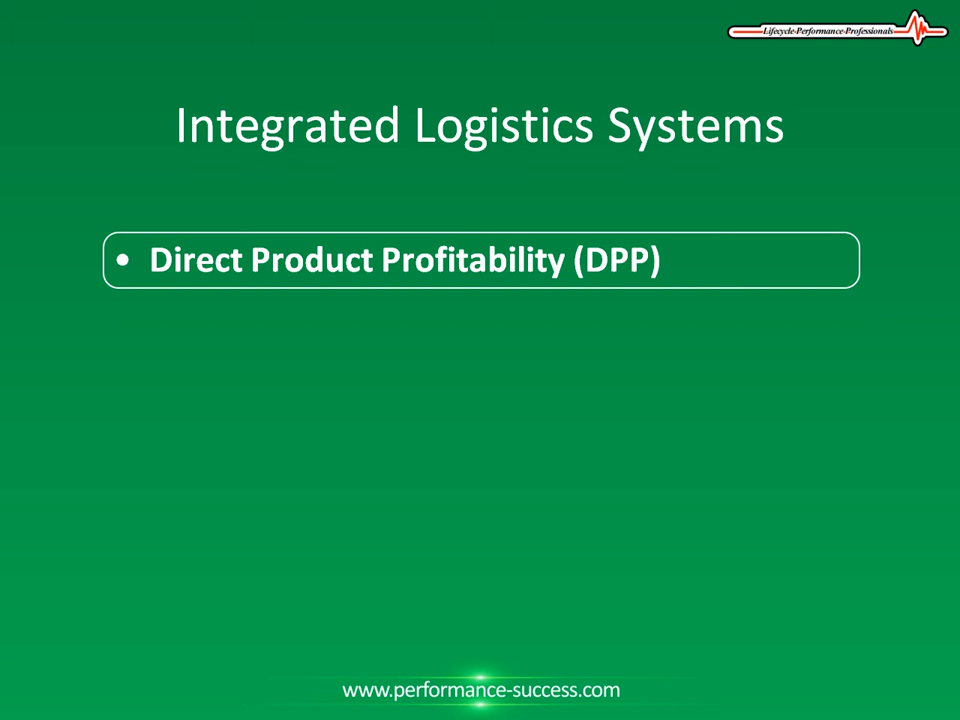 Lifecycle-Performance-Professionals
Integrated Logistics Systems
• Direct Product Profitability (DPP)
www.performance-success.com